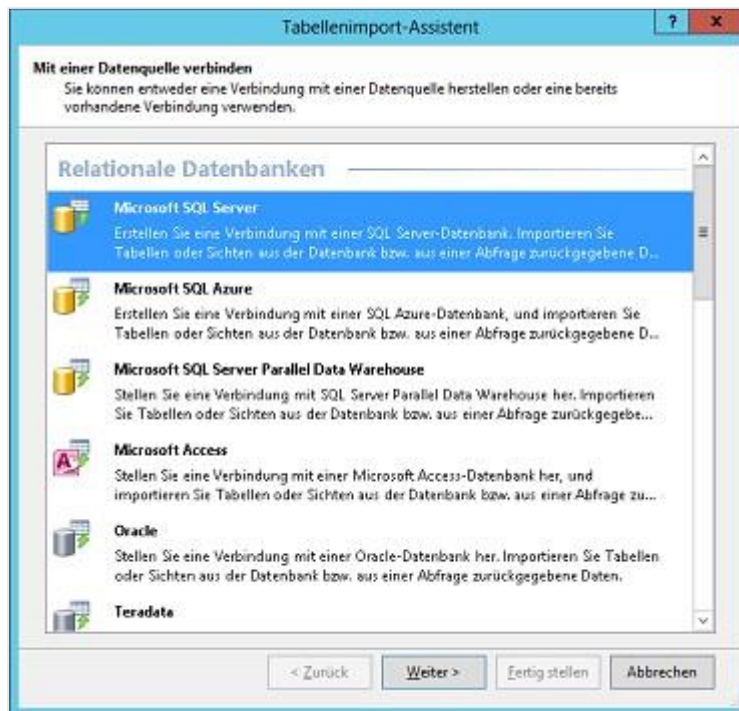 Tabellenimport-Assistent
? x
Mit einer Datenquelle verbinden
Sie können entweder eine Verbindung mit einer Datenquelle herstellen oder eine bereits
vorhandene Verbindung verwenden.
Relationale Datenbanken
Microsoft SQL Server
Erstellen Sie eine Verbindung mit einer SQL Server-Datenbank. Importieren Sie
Tabellen oder Sichten aus der Datenbank bzw. aus einer Abfrage zurückgegebene D...
Microsoft SQL Azure
Erstellen Sie eine Verbindung mit einer SQL Azure-Datenbank, und importieren Sie
Tabellen oder Sichten aus der Datenbank bzw. aus einer Abfrage zurückgegebene D...
Microsoft SQL Server Parallel Data Warehouse
Stellen Sie eine Verbindung mit SQL Server Parallel Data Warehouse her. Importieren
Sie Tabellen oder Sichten aus der Datenbank bzw. aus einer Abfrage zurückgegebe...
Microsoft Access
Stellen Sie eine Verbindung mit einer Microsoft Access-Datenbank her, und
importieren Sie Tabellen oder Sichten aus der Datenbank bzw. aus einer Abfrage zu...
Oracle
Stellen Sie eine Verbindung mit einer Oracle-Datenbank her. Importieren Sie Tabellen
oder Sichten aus der Datenbank bzw. aus einer Abfrage zurückgegebene Daten.
Teradata
< Zurück Weiter > Fertig stellen Abbrechen